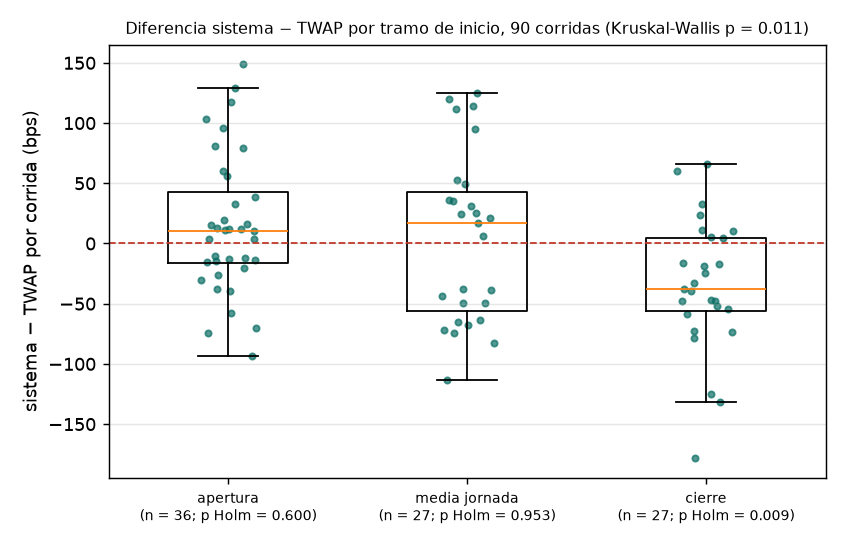 Diferencia sistema − TWAP por tramo de inicio, 90 corridas (Kruskal-Wallis p = 0.011)
sistema − TWAP por corrida (bps)
150
100
50
0
−50
−100
−150
apertura
(n = 36; p Holm = 0.600)
media jornada
(n = 27; p Holm = 0.953)
cierre
(n = 27; p Holm = 0.009)